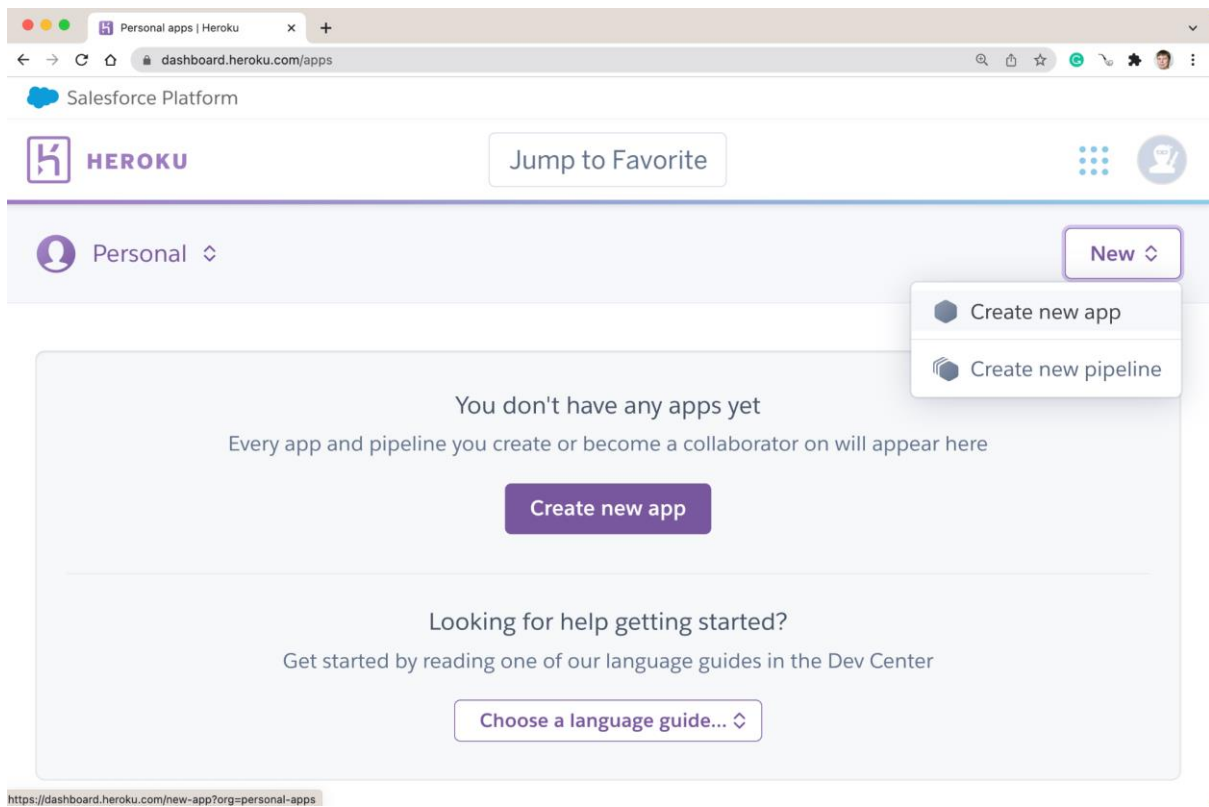 Personal apps | Heroku
dashboard.heroku.com/apps
Salesforce Platform
HEROKU
Jump to Favorite
Personal
New
Create new app
Create new pipeline
You don't have any apps yet
Every app and pipeline you create or become a collaborator on will appear here
Create new app
Looking for help getting started?
Get started by reading one of our language guides in the Dev Center
Choose a language guide...
https://dashboard.heroku.com/new-app?org=personal-apps